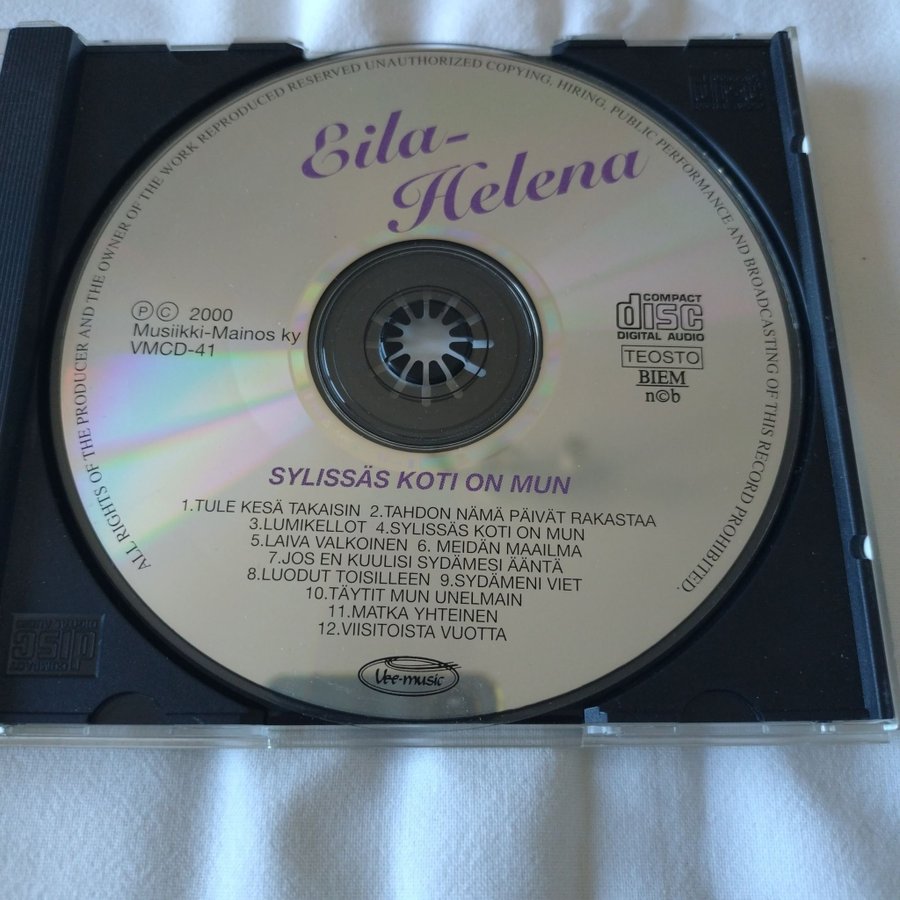 ALL RIGHTS OF THE PRODUCER AND THE OWNER OF THE WORK REPRODUCED RESERVED UNAUTHORIZED COPYING, HIRING, PUBLIC PERFORMANCE AND BROADCASTING OF THIS RECORD PROHIBITED.
Eila-
Helena
Ⓟ © 2000
Musiikki-Mainos ky
VMCD-41
COMPACT
disc
DIGITAL AUDIO
TEOSTO
BIEM
n©b
SYLISSÄS KOTI ON MUN
1.TULE KESÄ TAKAISIN 2.TAHDON NÄMÄ PÄIVÄT RAKASTAA
3.LUMIKELLOT 4.SYLISSÄS KOTI ON MUN
5.LAIVA VALKOINEN 6. MEIDÄN MAAILMA
7.JOS EN KUULISI SYDÄMESI ÄÄNTÄ
8.LUODUT TOISILLEEN 9.SYDÄMENI VIET
10.TÄYTIT MUN UNELMAIN
11.MATKA YHTEINEN
12.VIISITOISTA VUOTTA
Vee-music
COMPACT
disc
DIGITAL AUDIO